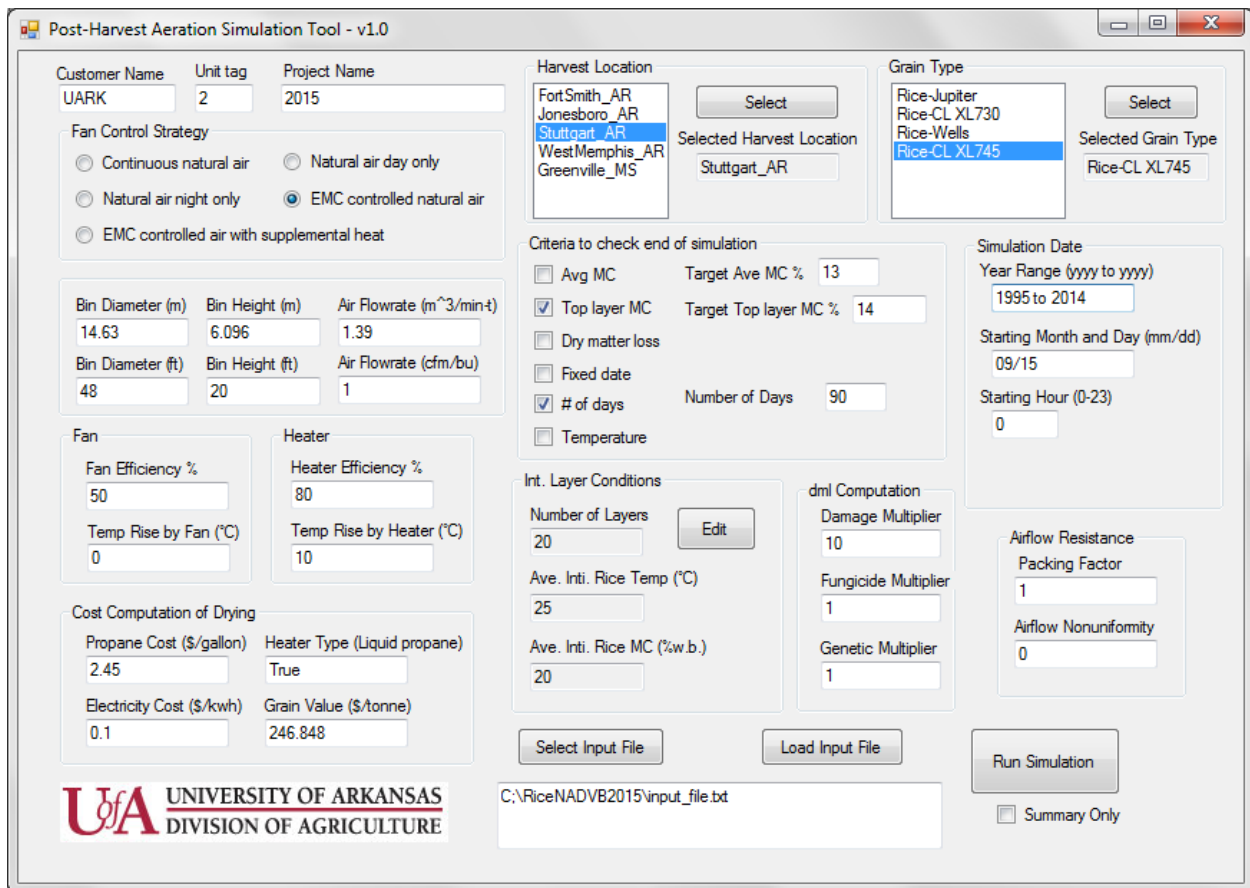 Post-Harvest Aeration Simulation Tool - v1.0
Customer Name Unit tag Project Name
UARK 2 2015
Fan Control Strategy
Continuous natural air Natural air day only
Natural air night only EMC controlled natural air
EMC controlled air with supplemental heat
Bin Diameter (m) Bin Height (m) Air Flowrate (m^3/min-t)
14.63 6.096 1.39
Bin Diameter (ft) Bin Height (ft) Air Flowrate (cfm/bu)
48 20 1
Fan
Fan Efficiency %
50
Temp Rise by Fan (°C)
0
Heater
Heater Efficiency %
80
Temp Rise by Heater (°C)
10
Cost Computation of Drying
Propane Cost ($/gallon) Heater Type (Liquid propane)
2.45 True
Electricity Cost ($/kwh) Grain Value ($/tonne)
0.1 246.848
UofA UNIVERSITY OF ARKANSAS
DIVISION OF AGRICULTURE
Harvest Location
FortSmith_AR
Jonesboro_AR
Stuttgart_AR
WestMemphis_AR
Greenville_MS
Select
Selected Harvest Location
Stuttgart_AR
Grain Type
Rice-Jupiter
Rice-CL XL730
Rice-Wells
Rice-CL XL745
Select
Selected Grain Type
Rice-CL XL745
Criteria to check end of simulation
Avg MC Target Ave MC % 13
Top layer MC Target Top layer MC % 14
Dry matter loss
Fixed date
# of days Number of Days 90
Temperature
Simulation Date
Year Range (yyyy to yyyy)
1995 to 2014
Starting Month and Day (mm/dd)
09/15
Starting Hour (0-23)
0
Int. Layer Conditions
Number of Layers
20
Edit
Ave. Inti. Rice Temp (°C)
25
Ave. Inti. Rice MC (%w.b.)
20
dml Computation
Damage Multiplier
10
Fungicide Multiplier
1
Genetic Multiplier
1
Airflow Resistance
Packing Factor
1
Airflow Nonuniformity
0
Select Input File Load Input File
C:\RiceNADVB2015\input_file.txt
Run Simulation
Summary Only